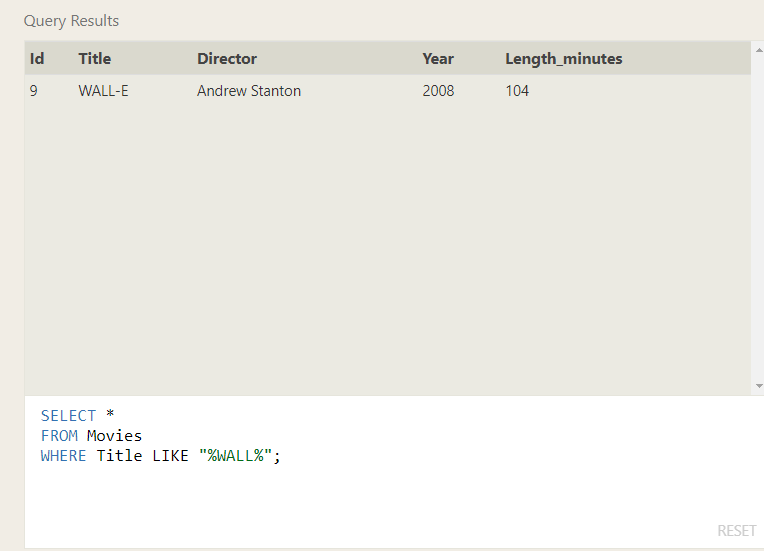 Query Results
Id Title Director Year Length_minutes
9 WALL-E Andrew Stanton 2008 104
SELECT *
FROM Movies
WHERE Title LIKE "%WALL%";
RESET